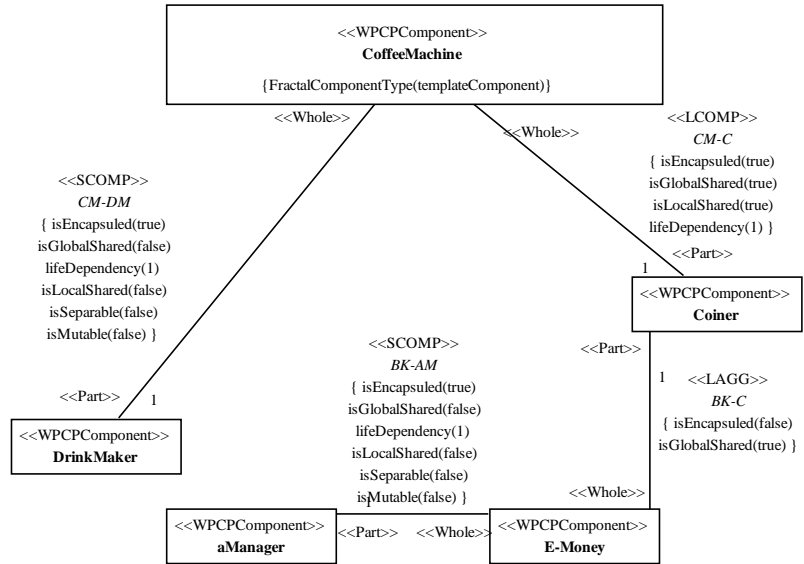 <<WPCPComponent>>
CoffeeMachine
{FractalComponentType(templateComponent)}
<<Whole>>
<<Whole>>
<<LCOMP>>
CM-C
{ isEncapsuled(true)
isGlobalShared(true)
isLocalShared(true)
lifeDependency(1) }
<<Part>>
1
<<SCOMP>>
CM-DM
{ isEncapsuled(true)
isGlobalShared(false)
lifeDependency(1)
isLocalShared(false)
isSeparable(false)
isMutable(false) }
<<Part>>
1
<<WPCPComponent>>
DrinkMaker
<<WPCPComponent>>
Coiner
<<Part>>
1
<<LAGG>>
BK-C
{ isEncapsuled(false)
isGlobalShared(true) }
<<Whole>>
<<SCOMP>>
BK-AM
{ isEncapsuled(true)
isGlobalShared(false)
lifeDependency(1)
isLocalShared(false)
isSeparable(false)
isMutable(false) }
1
<<Part>>
<<Whole>>
<<WPCPComponent>>
aManager
<<WPCPComponent>>
E-Money